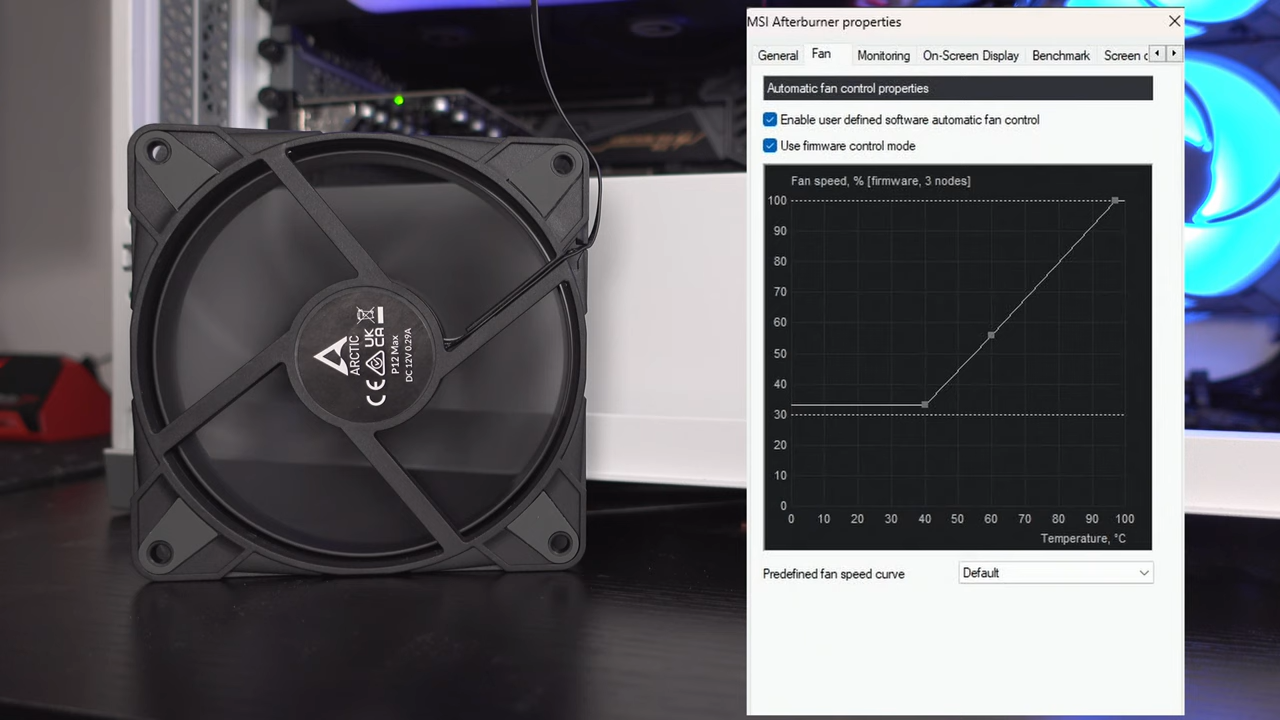 ARCTIC
UK
CA
CE
P12 Max
DC 12V 0.29A
MSI Afterburner properties
General Fan Monitoring On-Screen Display Benchmark Screen c
Automatic fan control properties
Enable user defined software automatic fan control
Use firmware control mode
Fan speed, % [firmware, 3 nodes]
100
90
80
70
60
50
40
30
20
10
0
0 10 20 30 40 50 60 70 80 90 100
Temperature, °C
Predefined fan speed curve Default